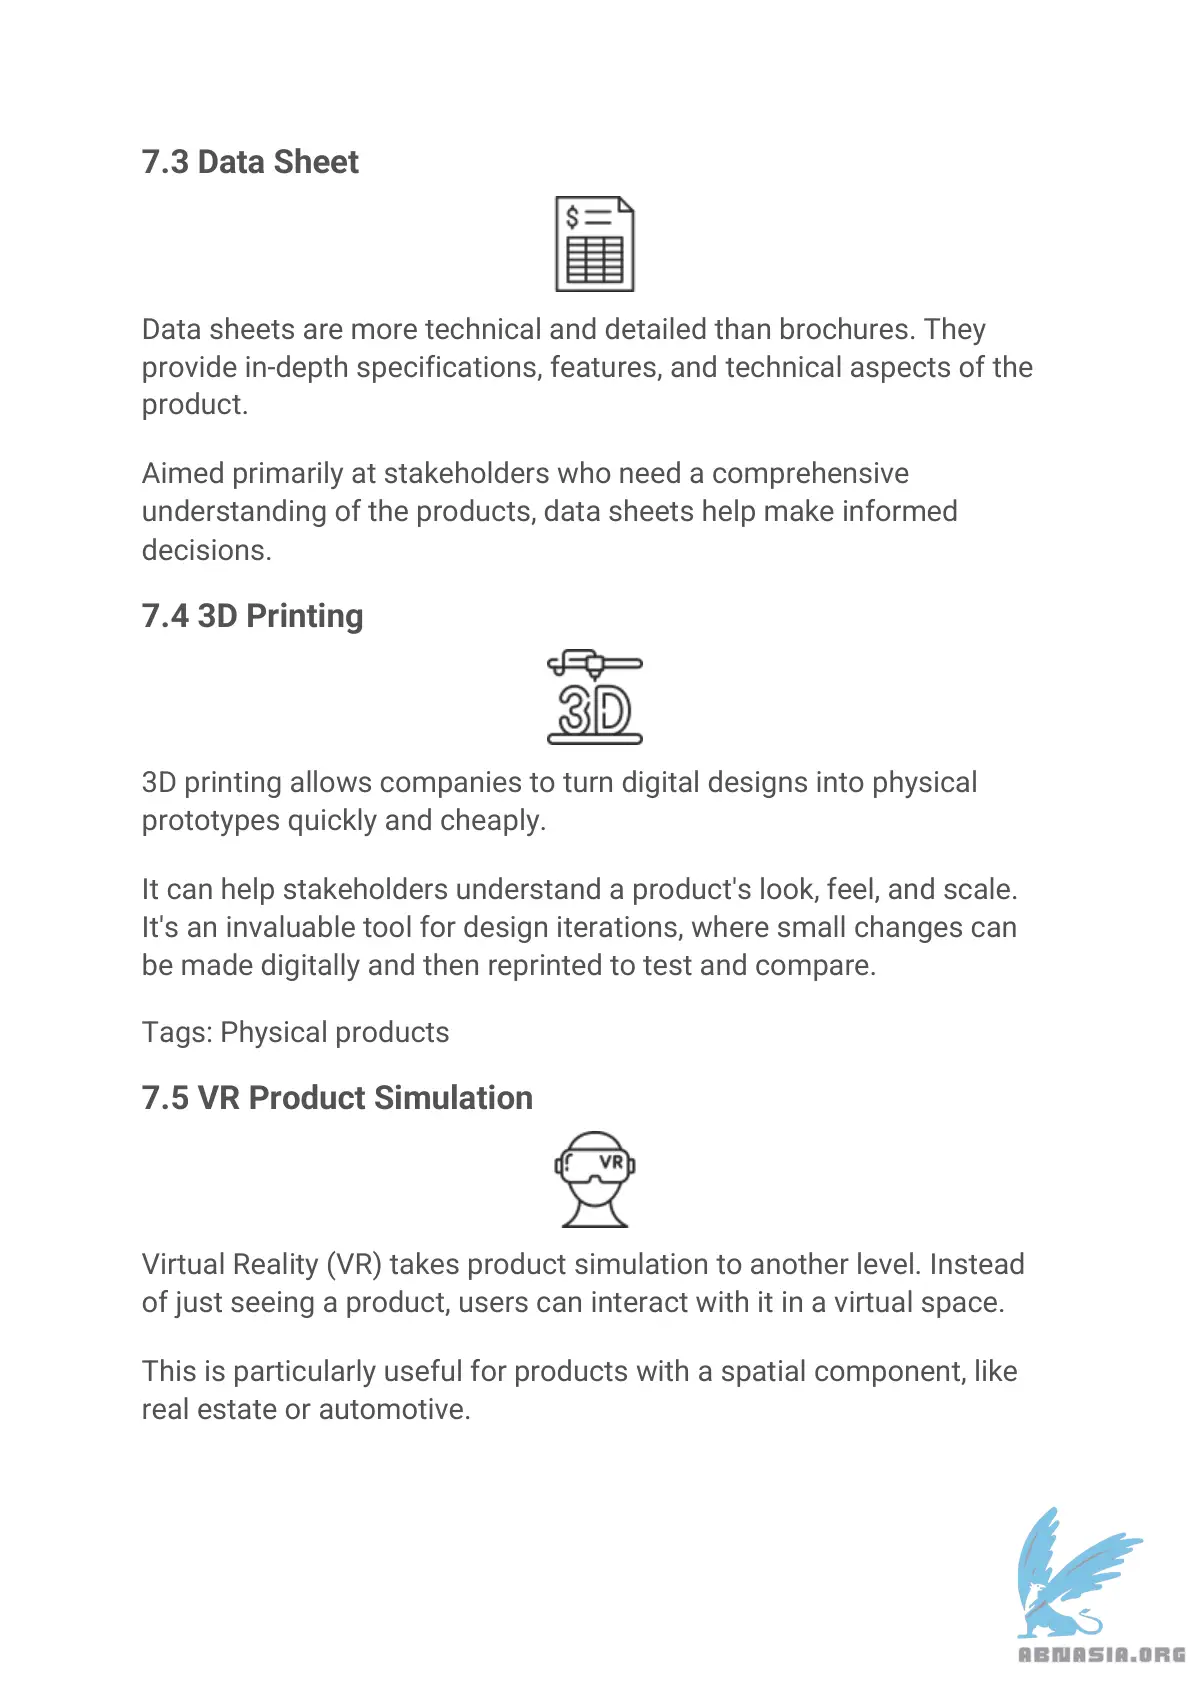 7.3 Data Sheet
$
Data sheets are more technical and detailed than brochures. They
provide in-depth specifications, features, and technical aspects of the
product.
Aimed primarily at stakeholders who need a comprehensive
understanding of the products, data sheets help make informed
decisions.
7.4 3D Printing
3D
3D printing allows companies to turn digital designs into physical
prototypes quickly and cheaply.
It can help stakeholders understand a product's look, feel, and scale.
It's an invaluable tool for design iterations, where small changes can
be made digitally and then reprinted to test and compare.
Tags: Physical products
7.5 VR Product Simulation
VR
Virtual Reality (VR) takes product simulation to another level. Instead
of just seeing a product, users can interact with it in a virtual space.
This is particularly useful for products with a spatial component, like
real estate or automotive.
ABNASIA.ORG